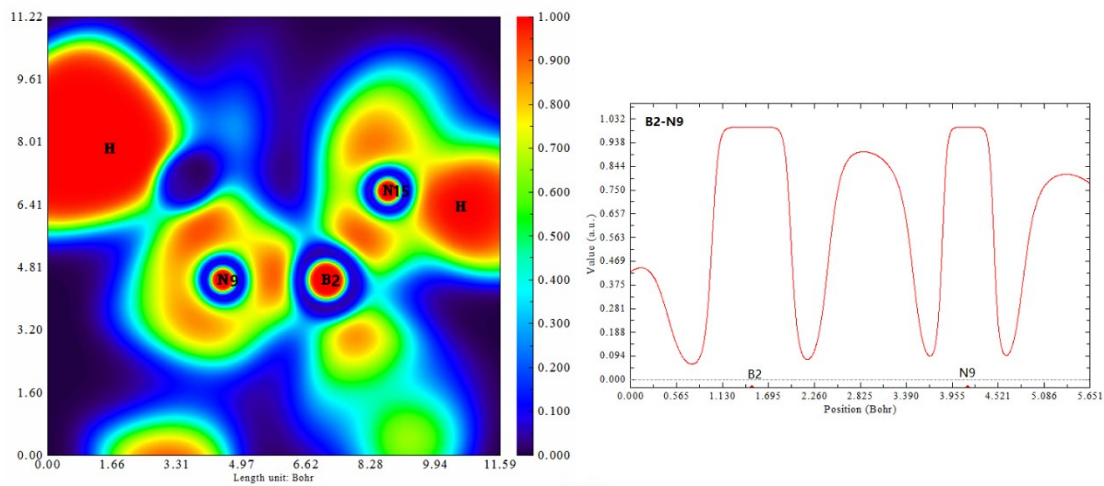 11.22
9.61
8.01
6.41
4.81
3.20
1.60
0.00
0.00 1.66 3.31 4.97 6.62 8.28 9.94 11.59
Length unit: Bohr
H
N15
H
N9
B2
1.000
0.900
0.800
0.700
0.600
0.500
0.400
0.300
0.200
0.100
0.000
B2-N9
Value (a.u.)
1.032
0.938
0.844
0.750
0.657
0.563
0.469
0.375
0.281
0.188
0.094
0.000
B2 N9
0.000 0.565 1.130 1.695 2.260 2.825 3.390 3.955 4.521 5.086 5.651
Position (Bohr)